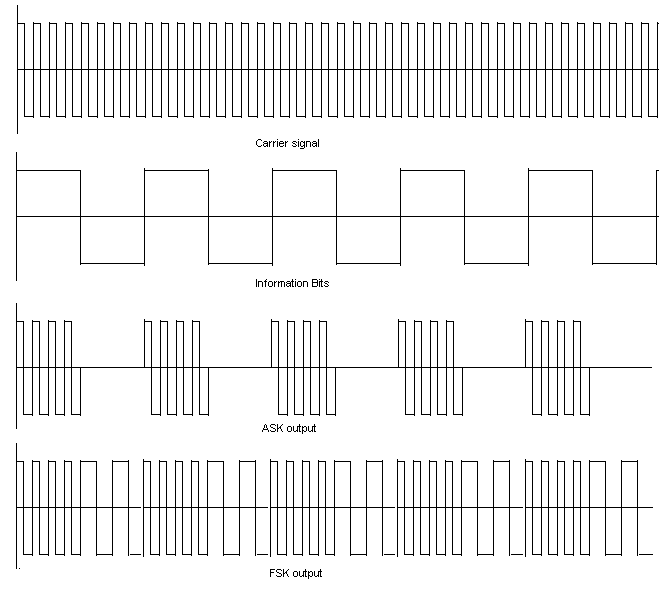 Carrier signal
Information Bits
ASK output
FSK output